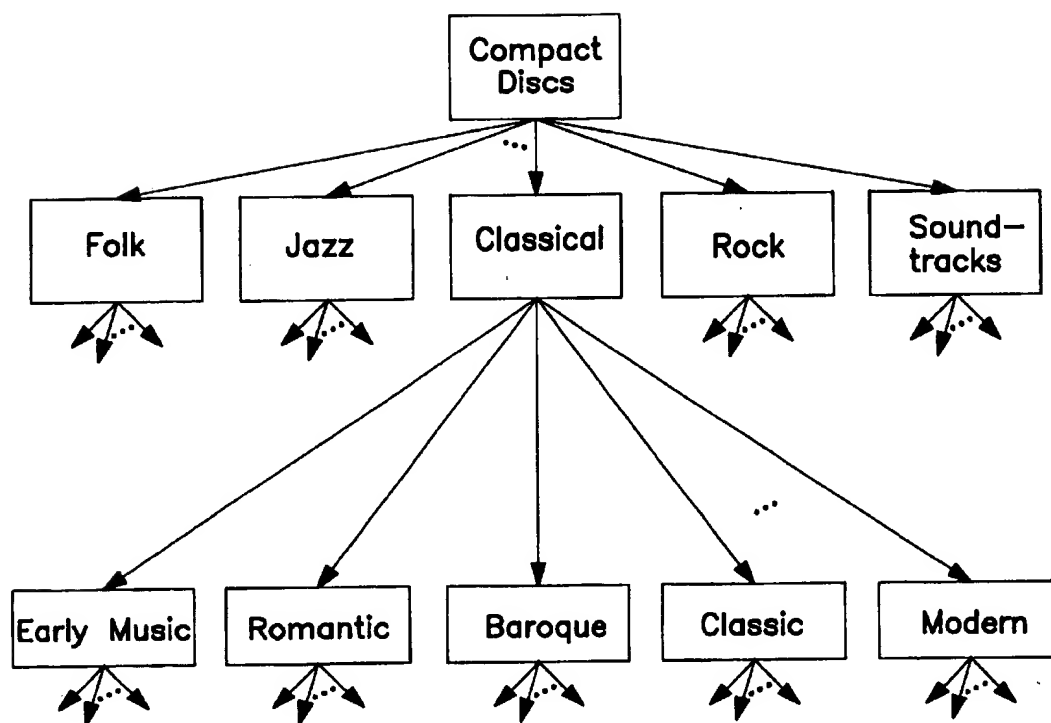 Compact
Discs
Folk
Jazz
Classical
Rock
Sound-
tracks
Early Music
Romantic
Baroque
Classic
Modern